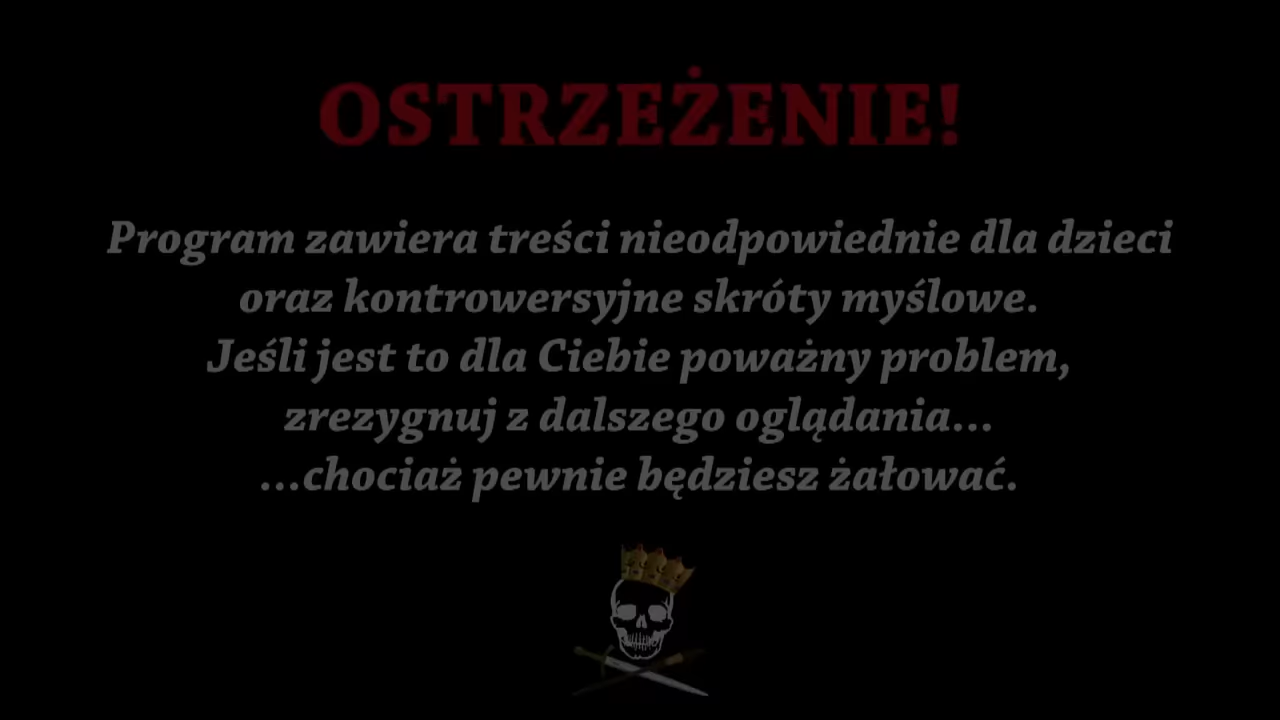 OSTRZEŻENIE!
Program zawiera treści nieodpowiednie dla dzieci
oraz kontrowersyjne skróty myślowe.
Jeśli jest to dla Ciebie poważny problem,
zrezygnuj z dalszego oglądania...
...chociaż pewnie będziesz żałować.